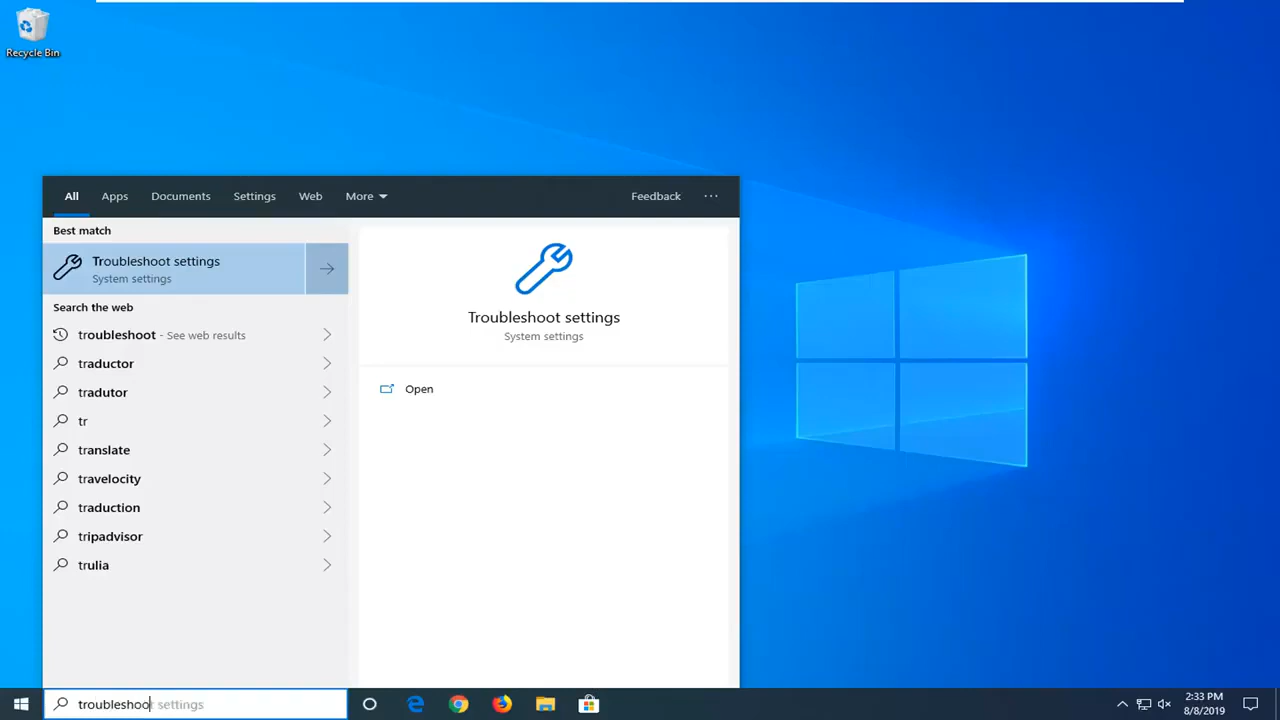 Recycle Bin
All Apps Documents Settings Web More Feedback ...
Best match
Troubleshoot settings
System settings
Search the web
troubleshoot - See web results
traductor
tradutor
tr
translate
travelocity
traduction
tripadvisor
trulia
Troubleshoot settings
System settings
Open
troubleshoot settings
2:33 PM
8/8/2019